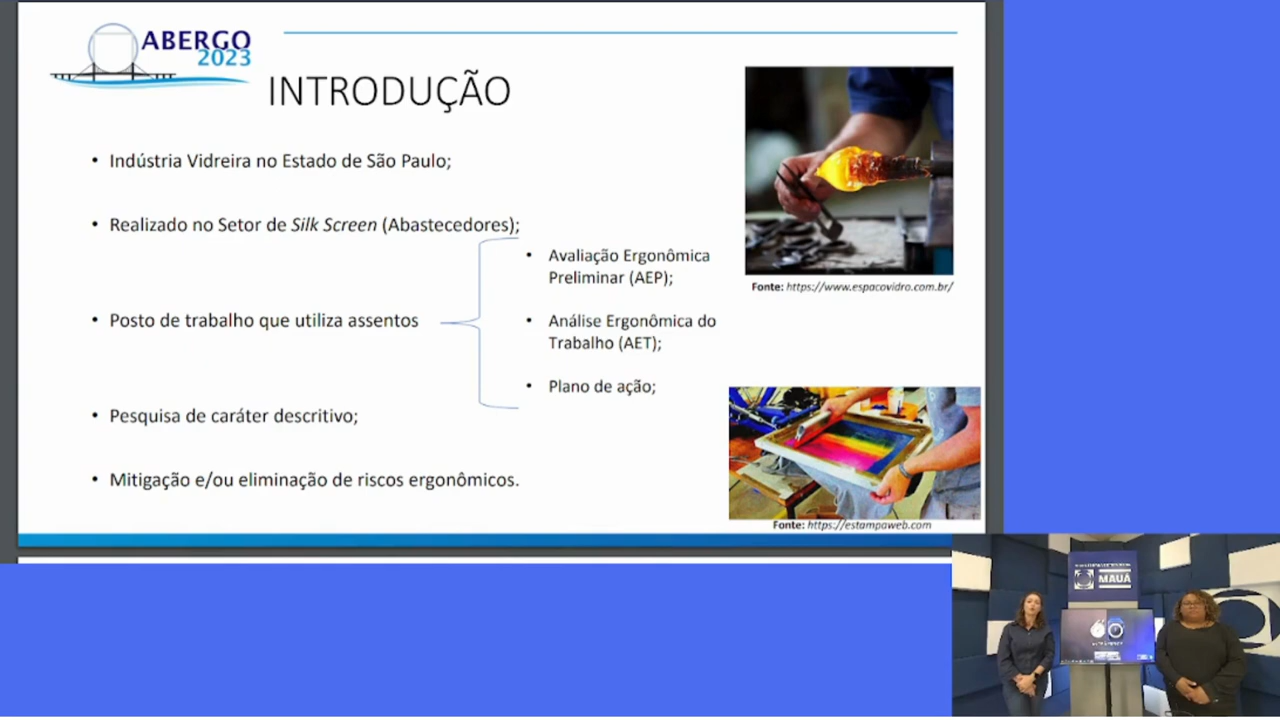 ABERGO
2023
INTRODUÇÃO
• Indústria Vidreira no Estado de São Paulo;
• Realizado no Setor de Silk Screen (Abastecedores);
• Posto de trabalho que utiliza assentos
• Avaliação Ergonômica
Preliminar (AEP);
• Análise Ergonômica do
Trabalho (AET);
• Plano de ação;
• Pesquisa de caráter descritivo;
• Mitigação e/ou eliminação de riscos ergonômicos.
Fonte: https://www.espacovidro.com.br/
Fonte: https://estampaweb.com
MAUÁ